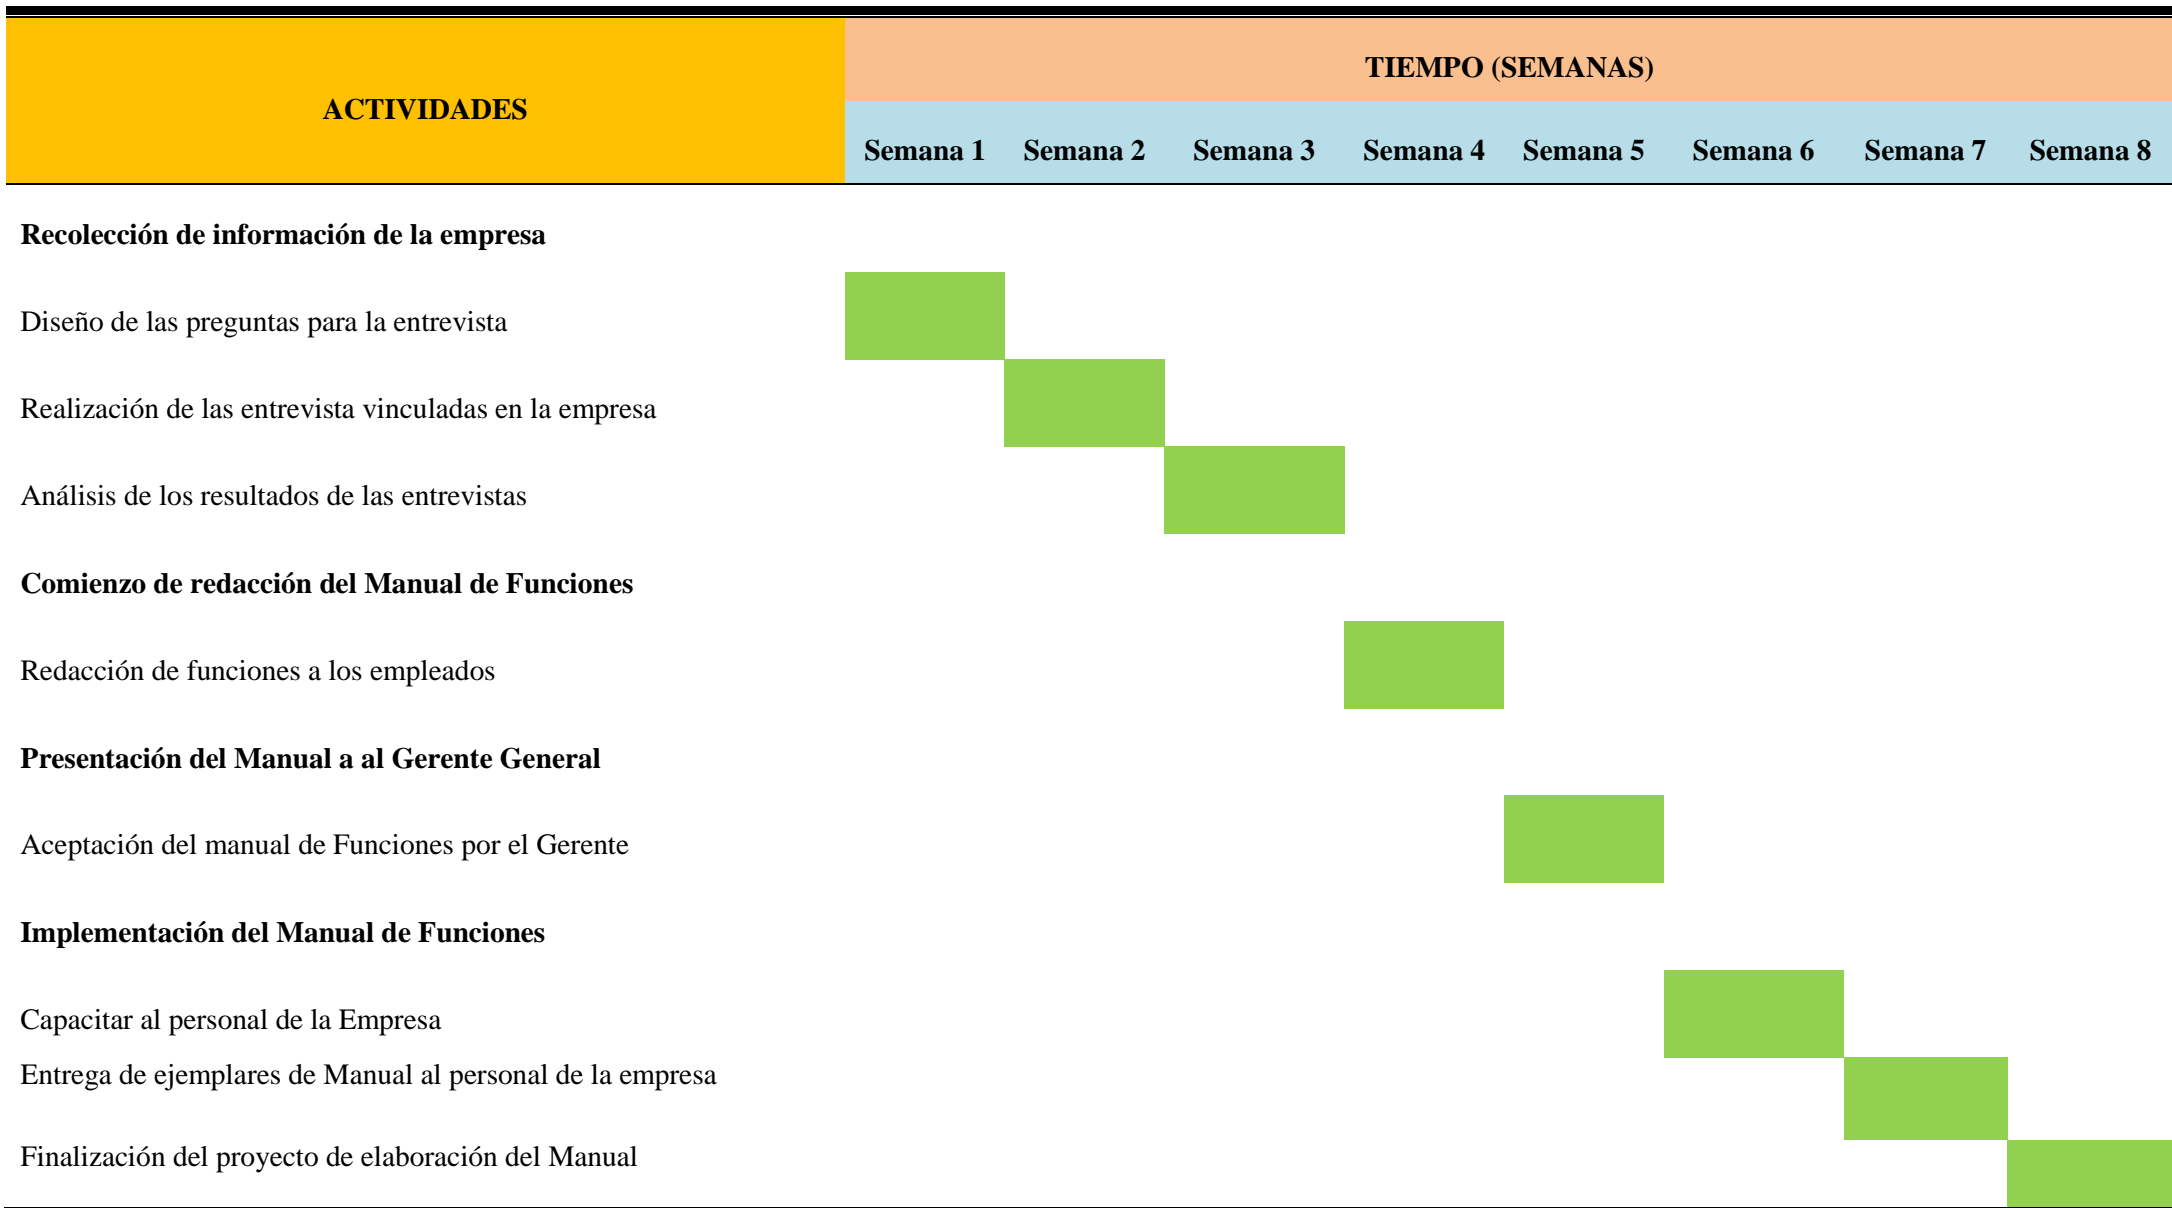 ACTIVIDADES
TIEMPO (SEMANAS)
Semana 1 Semana 2 Semana 3 Semana 4 Semana 5 Semana 6 Semana 7 Semana 8
Recolección de información de la empresa
Diseño de las preguntas para la entrevista
Realización de las entrevista vinculadas en la empresa
Análisis de los resultados de las entrevistas
Comienzo de redacción del Manual de Funciones
Redacción de funciones a los empleados
Presentación del Manual a al Gerente General
Aceptación del manual de Funciones por el Gerente
Implementación del Manual de Funciones
Capacitar al personal de la Empresa
Entrega de ejemplares de Manual al personal de la empresa
Finalización del proyecto de elaboración del Manual